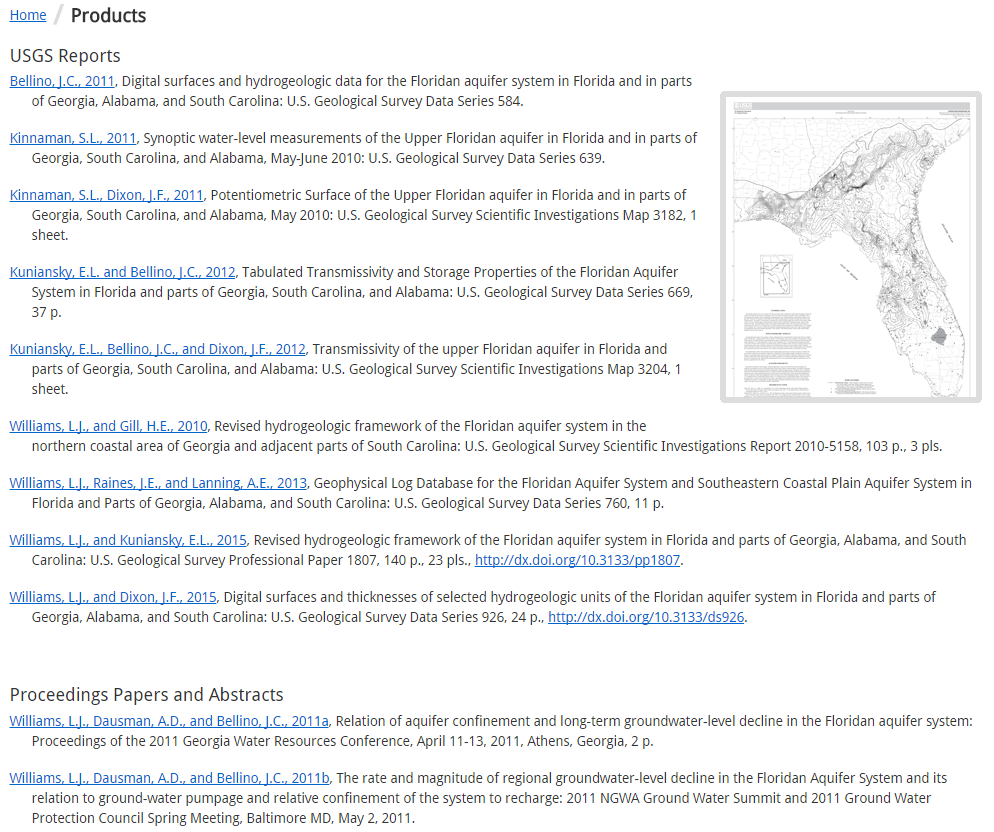 Home / Products
USGS Reports
Bellino, J.C., 2011, Digital surfaces and hydrogeologic data for the Floridan aquifer system in Florida and in parts
of Georgia, Alabama, and South Carolina: U.S. Geological Survey Data Series 584.
Kinnaman, S.L., 2011, Synoptic water-level measurements of the Upper Floridan aquifer in Florida and in parts of
Georgia, South Carolina, and Alabama, May-June 2010: U.S. Geological Survey Data Series 639.
Kinnaman, S.L., Dixon, J.F., 2011, Potentiometric Surface of the Upper Floridan aquifer in Florida and in parts of
Georgia, South Carolina, and Alabama, May 2010: U.S. Geological Survey Scientific Investigations Map 3182, 1
sheet.
Kuniansky, E.L. and Bellino, J.C., 2012, Tabulated Transmissivity and Storage Properties of the Floridan Aquifer
System in Florida and parts of Georgia, South Carolina, and Alabama: U.S. Geological Survey Data Series 669,
37 p.
Kuniansky, E.L., Bellino, J.C., and Dixon, J.F., 2012, Transmissivity of the upper Floridan aquifer in Florida and
parts of Georgia, South Carolina, and Alabama: U.S. Geological Survey Scientific Investigations Map 3204, 1
sheet.
Williams, L.J., and Gill, H.E., 2010, Revised hydrogeologic framework of the Floridan aquifer system in the
northern coastal area of Georgia and adjacent parts of South Carolina: U.S. Geological Survey Scientific Investigations Report 2010-5158, 103 p., 3 pls.
Williams, L.J., Raines, J.E., and Lanning, A.E., 2013, Geophysical Log Database for the Floridan Aquifer System and Southeastern Coastal Plain Aquifer System in
Florida and Parts of Georgia, Alabama, and South Carolina: U.S. Geological Survey Data Series 760, 11 p.
Williams, L.J., and Kuniansky, E.L., 2015, Revised hydrogeologic framework of the Floridan aquifer system in Florida and parts of Georgia, Alabama, and South
Carolina: U.S. Geological Survey Professional Paper 1807, 140 p., 23 pls., http://dx.doi.org/10.3133/pp1807.
Williams, L.J., and Dixon, J.F., 2015, Digital surfaces and thicknesses of selected hydrogeologic units of the Floridan aquifer system in Florida and parts of
Georgia, Alabama, and South Carolina: U.S. Geological Survey Data Series 926, 24 p., http://dx.doi.org/10.3133/ds926.
Proceedings Papers and Abstracts
Williams, L.J., Dausman, A.D., and Bellino, J.C., 2011a, Relation of aquifer confinement and long-term groundwater-level decline in the Floridan aquifer system:
Proceedings of the 2011 Georgia Water Resources Conference, April 11-13, 2011, Athens, Georgia, 2 p.
Williams, L.J., Dausman, A.D., and Bellino, J.C., 2011b, The rate and magnitude of regional groundwater-level decline in the Floridan Aquifer System and its
relation to ground-water pumpage and relative confinement of the system to recharge: 2011 NGWA Ground Water Summit and 2011 Ground Water
Protection Council Spring Meeting, Baltimore MD, May 2, 2011.